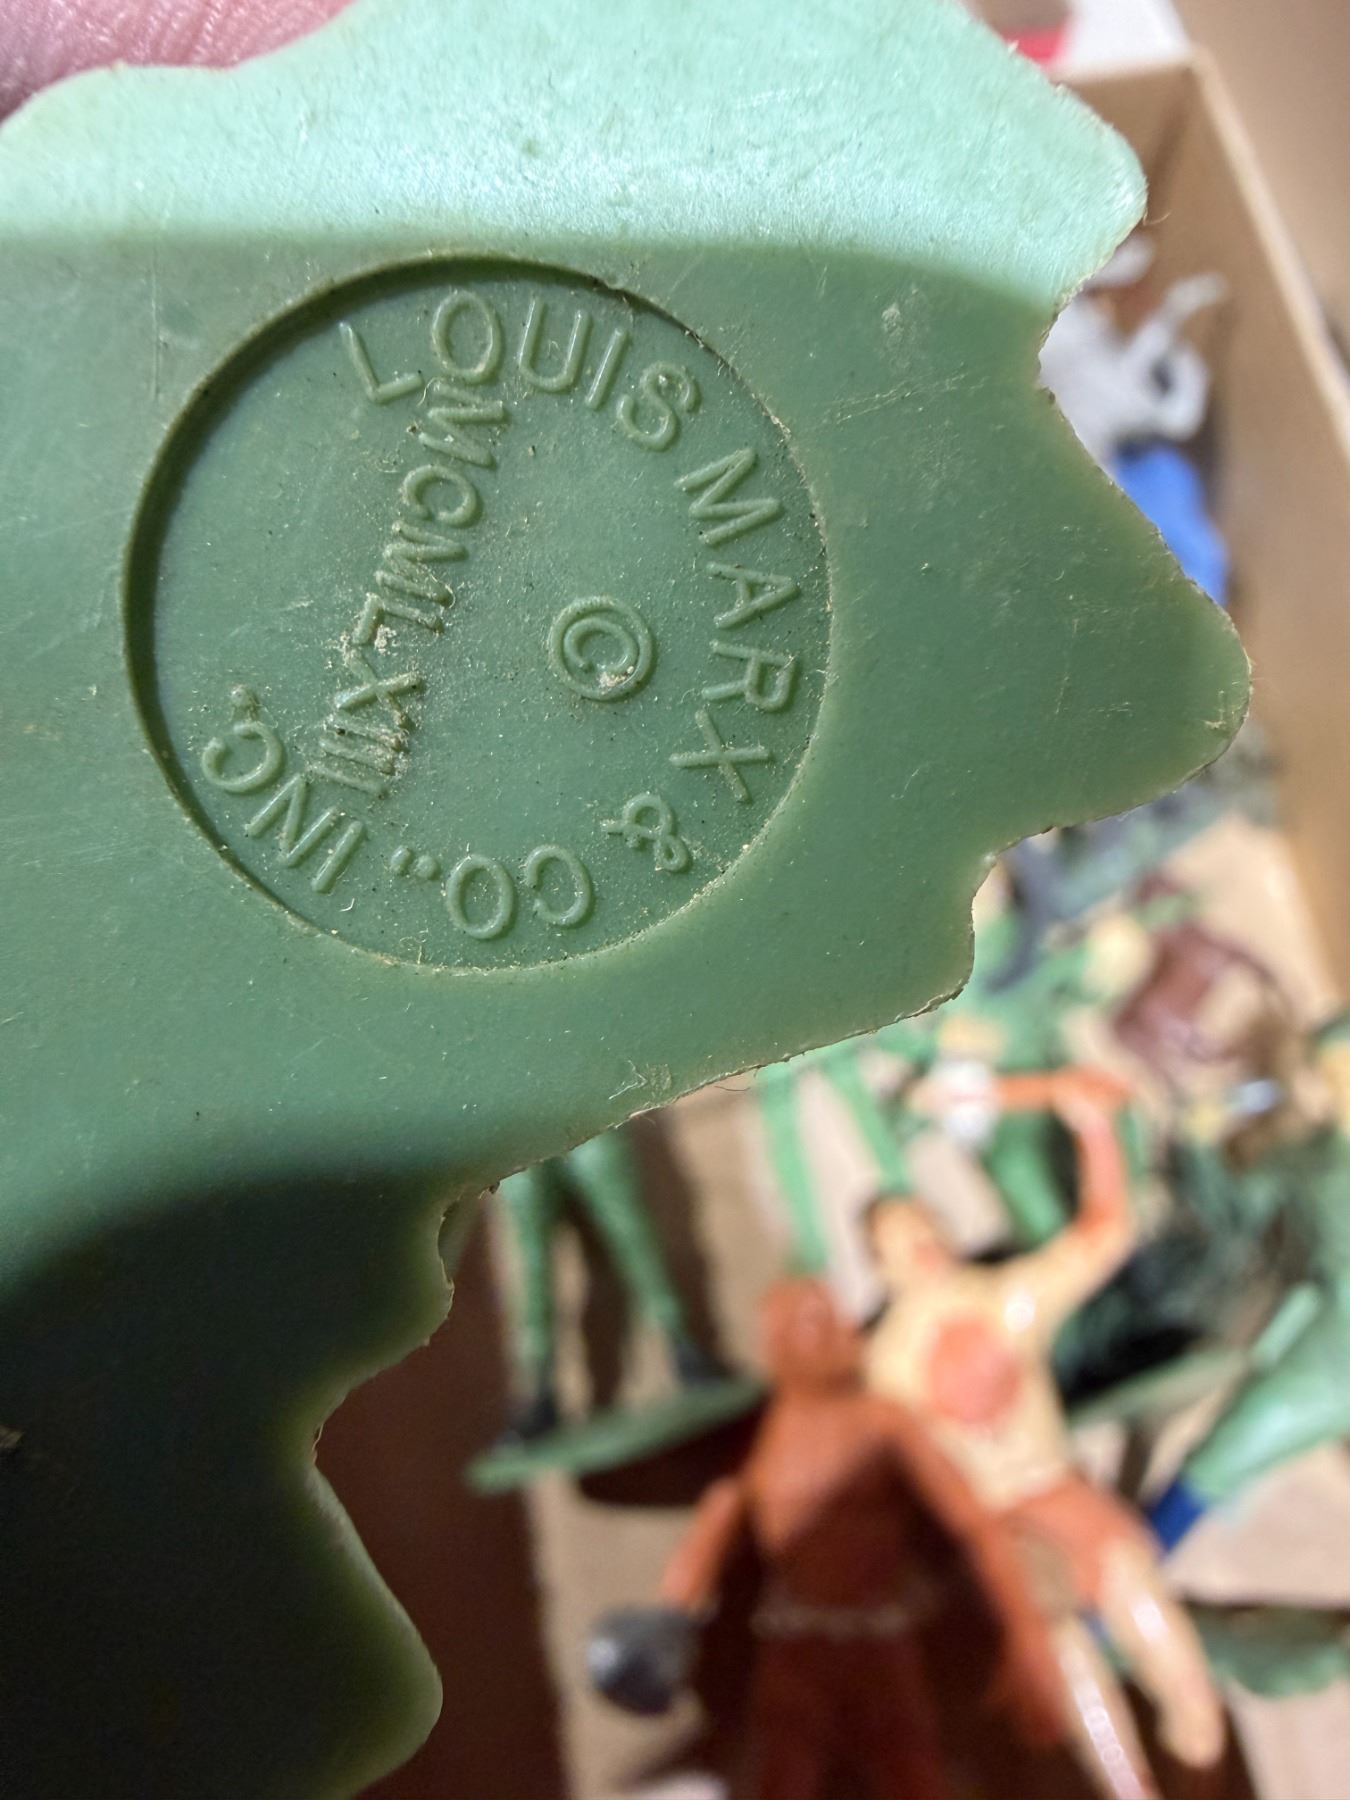 LOUIS MARX & CO., INC.
©
MCMLXIII